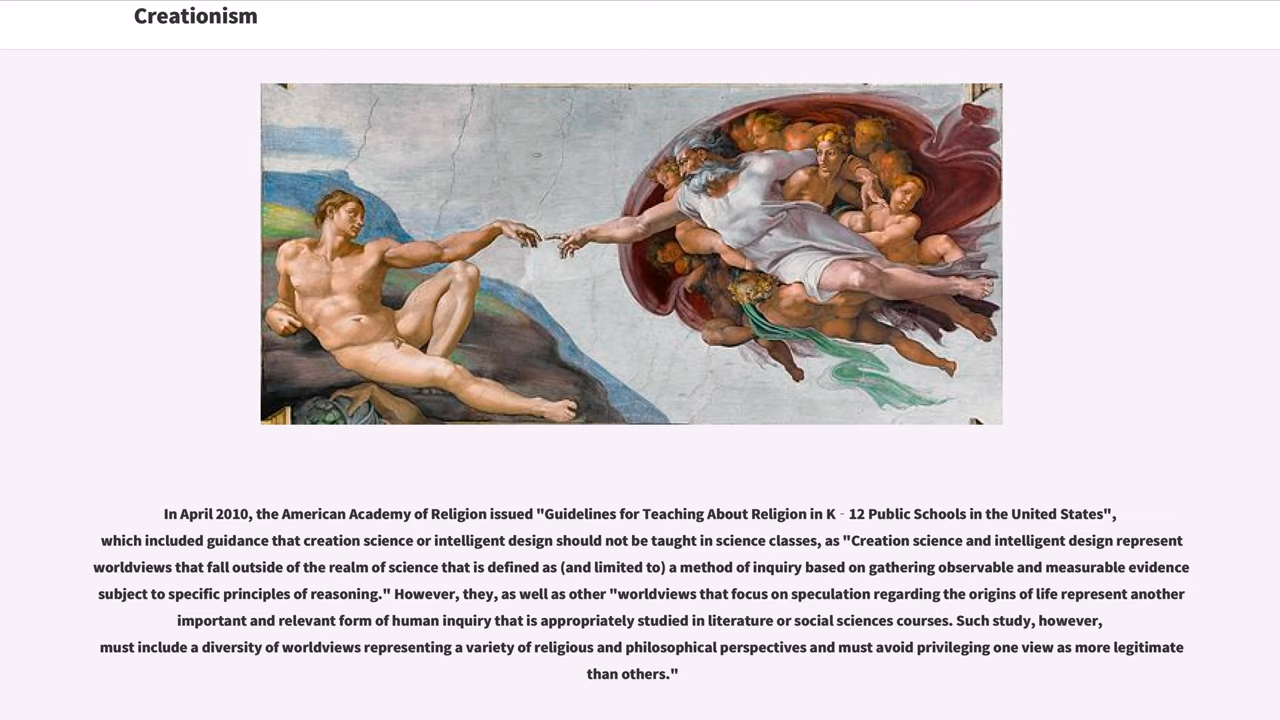 Creationism
In April 2010, the American Academy of Religion issued "Guidelines for Teaching About Religion in K‐12 Public Schools in the United States",
which included guidance that creation science or intelligent design should not be taught in science classes, as "Creation science and intelligent design represent
worldviews that fall outside of the realm of science that is defined as (and limited to) a method of inquiry based on gathering observable and measurable evidence
subject to specific principles of reasoning." However, they, as well as other "worldviews that focus on speculation regarding the origins of life represent another
important and relevant form of human inquiry that is appropriately studied in literature or social sciences courses. Such study, however,
must include a diversity of worldviews representing a variety of religious and philosophical perspectives and must avoid privileging one view as more legitimate
than others."